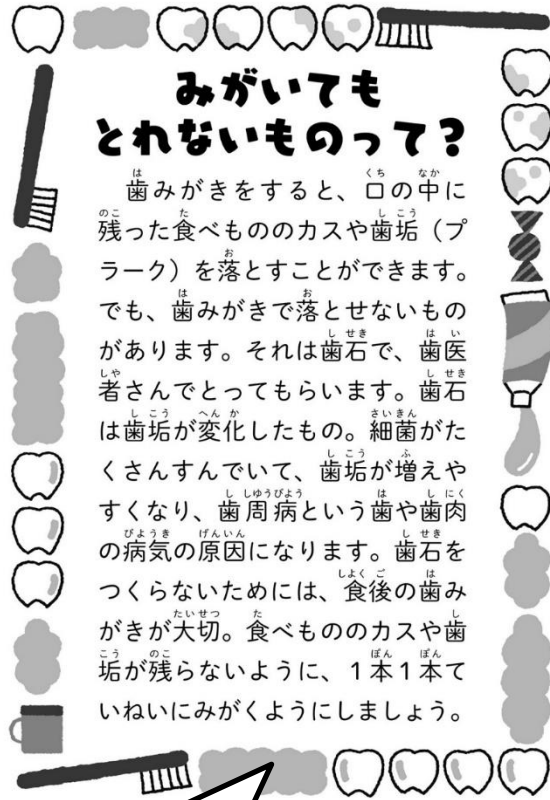 みがいても
とれないものって？
歯みがきをすると、口の中に
残った食べもののカスや歯垢（プ
ラーク）を落とすことができます。
でも、歯みがきで落とせないもの
があります。それは歯石で、歯医
者さんでとってもらいます。歯石
は歯垢が変化したもの。細菌がた
くさんすんでいて、歯垢が増えや
すくなり、歯周病という歯や歯肉
の病気の原因になります。歯石を
つくらないためには、食後の歯み
がきが大切。食べもののカスや歯
垢が残らないように、1本1本て
いねいにみがくようにしましょう。